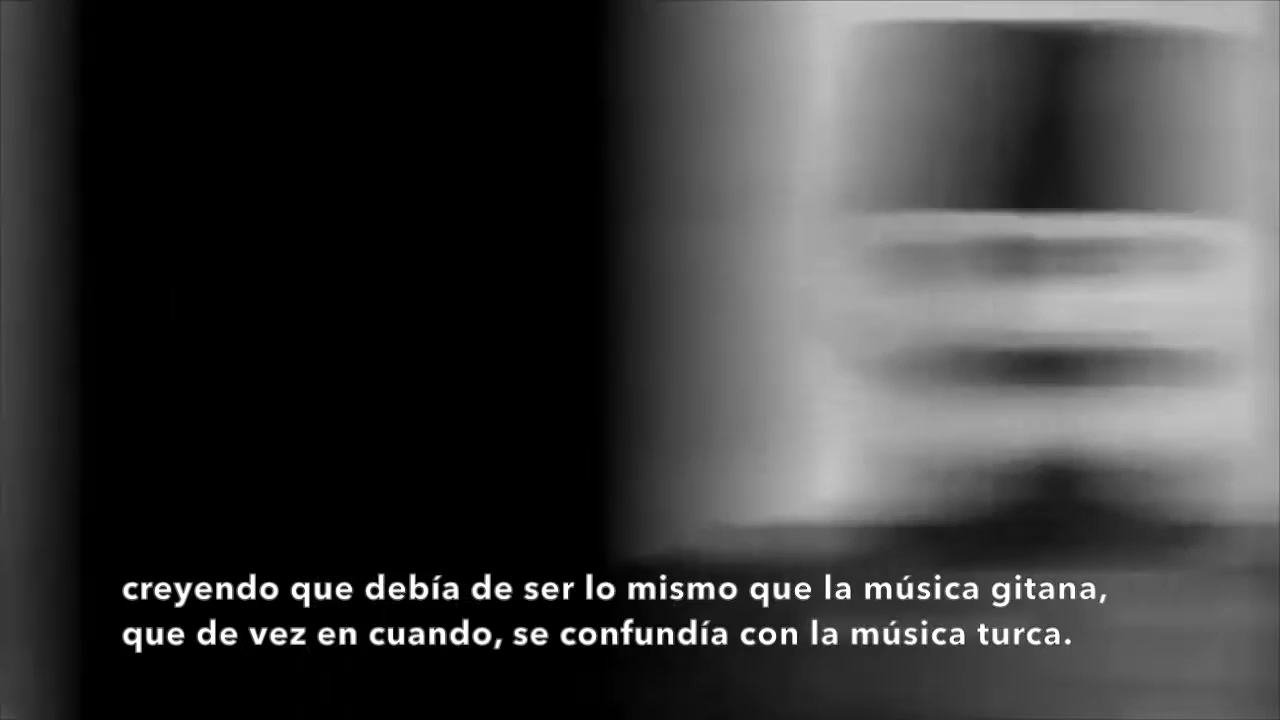 creyendo que debía de ser lo mismo que la música gitana,
que de vez en cuando, se confundía con la música turca.